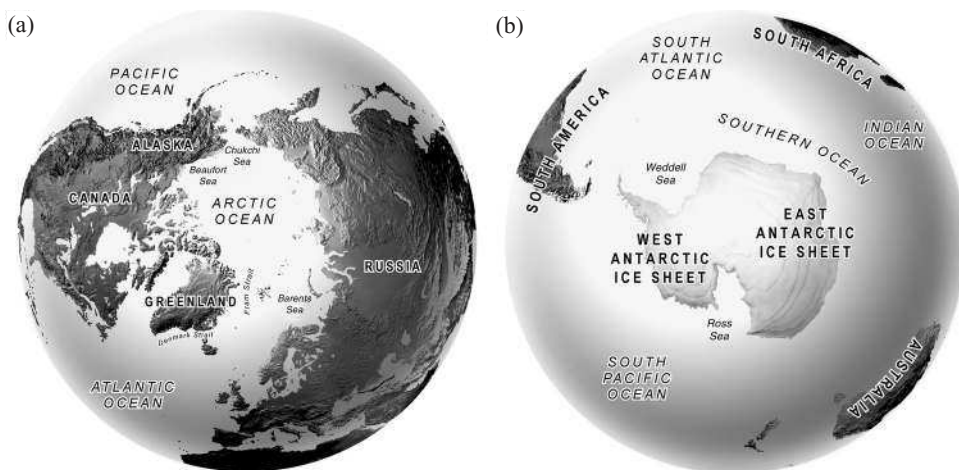 (a)
PACIFIC
OCEAN
ALASKA
Chukchi
Sea
Beaufort
Sea
CANADA
ARCTIC
OCEAN
RUSSIA
GREENLAND
Fram Strait
Barents
Sea
Denmark Strait
ATLANTIC
OCEAN
(b)
SOUTH
ATLANTIC
OCEAN
SOUTH AFRICA
INDIAN
OCEAN
SOUTHERN OCEAN
SOUTH AMERICA
Weddell
Sea
WEST
ANTARCTIC
ICE SHEET
EAST
ANTARCTIC
ICE SHEET
Ross
Sea
SOUTH
PACIFIC
OCEAN
AUSTRALIA